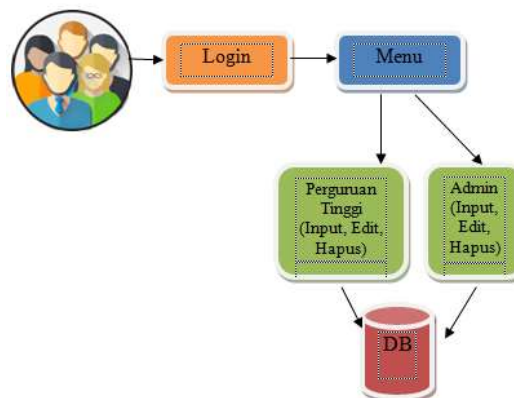 Login
Menu
Perguruan
Tinggi
(Input, Edit,
Hapus)
Admin
(Input,
Edit,
Hapus)
DB